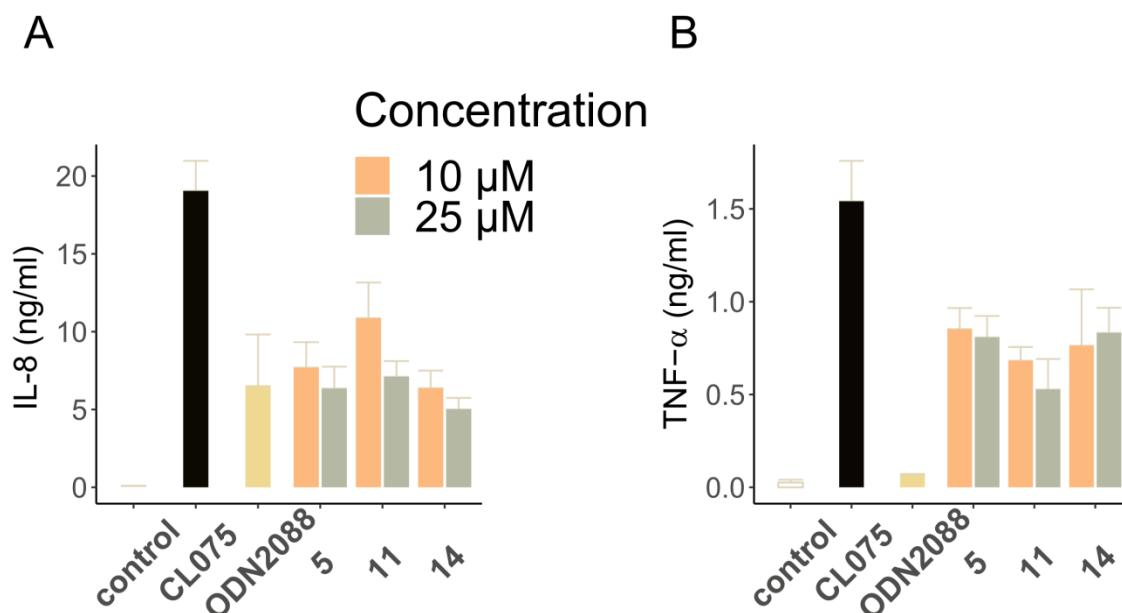 A
Concentration
10 µM
25 µM
IL-8 (ng/ml)
20
15
10
5
0
control
CL075
ODN2088
5
11
14
B
TNF−α (ng/ml)
1.5
1.0
0.5
0.0
control
CL075
ODN2088
5
11
14